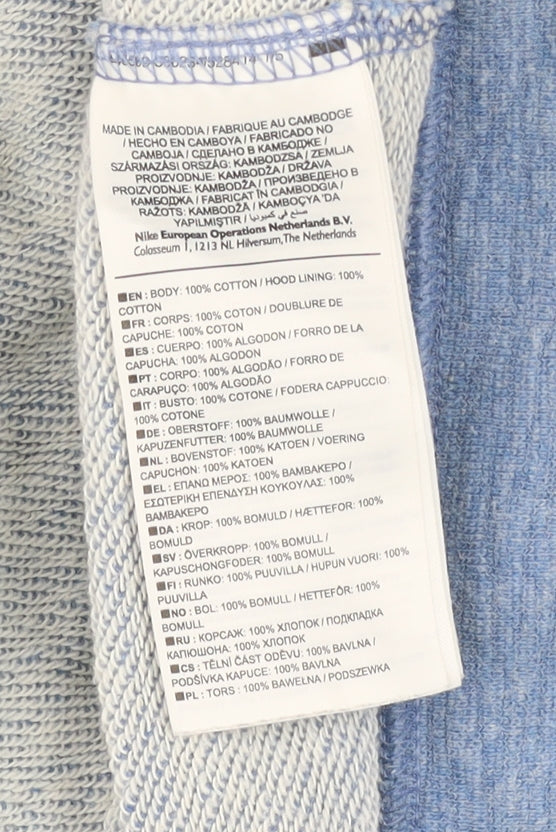 MADE IN CAMBODIA / FABRIQUE AU CAMBODGE
/ HECHO EN CAMBOYA / FABRICADO NO
CAMBOJA / СДЕЛАНО В КАМБОДЖЕ /
SZÁRMAZÁSI ORSZÁG: KAMBODZSA / ZEMLJA
PROIZVODNJE: KAMBODŽA / DRŽAVA
PROIZVODNJE: KAMBODŽA / ПРОИЗВЕДЕНО В
КАМБОДЖА / FABRICAT ÎN CAMBODGIA /
RAŽOTS: KAMBODŽĀ / KAMBOÇYA 'DA
YAPILMIŞTIR / صنع في كمبوديا
Nike European Operations Netherlands B.V.
Colosseum 1, 1213 NL Hilversum, The Netherlands
EN : BODY: 100% COTTON / HOOD LINING: 100%
COTTON
FR : CORPS: 100% COTON / DOUBLURE DE
CAPUCHE: 100% COTON
ES : CUERPO: 100% ALGODON / FORRO DE LA
CAPUCHA: 100% ALGODON
PT : CORPO: 100% ALGODÃO / FORRO DE
CARAPUÇO: 100% ALGODÃO
IT : BUSTO: 100% COTONE / FODERA CAPPUCCIO:
100% COTONE
DE : OBERSTOFF: 100% BAUMWOLLE /
KAPUZENFUTTER: 100% BAUMWOLLE
NL : BOVENSTOF: 100% KATOEN / VOERING
CAPUCHON: 100% KATOEN
EL : ΕΠΑΝΩ ΜΕΡΟΣ: 100% ΒΑΜΒΑΚΕΡΟ /
ΕΣΩΤΕΡΙΚΗ ΕΠΕΝΔΥΣΗ ΚΟΥΚΟΥΛΑΣ: 100%
ΒΑΜΒΑΚΕΡΟ
DA : KROP: 100% BOMULD / HÆTTEFOR: 100%
BOMULD
SV : ÖVERKROPP: 100% BOMULL /
KAPUSCHONGFODER: 100% BOMULL
FI : RUNKO: 100% PUUVILLA / HUPUN VUORI: 100%
PUUVILLA
NO : BOL: 100% BOMULL / HETTEFÔR: 100%
BOMULL
RU : КОРСАЖ: 100% ХЛОПОК / ПОДКЛАДКА
КАПЮШОНА: 100% ХЛОПОК
CS : TĚLNÍ ČÁST ODĚVU: 100% BAVLNA /
PODŠÍVKA KAPUCE: 100% BAVLNA
PL : TORS : 100% BAWEŁNA / PODSZEWKA